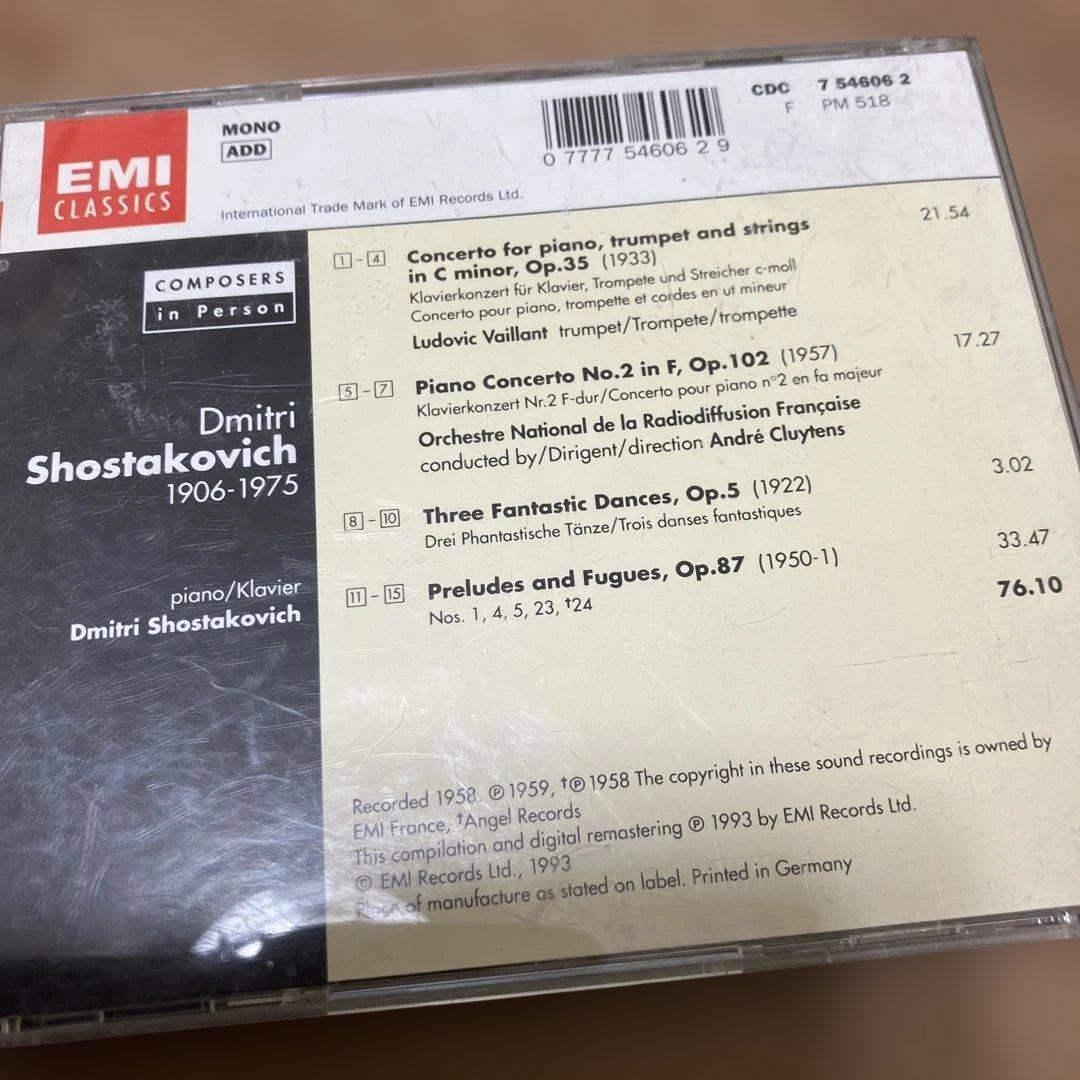 EMI
CLASSICS
MONO
ADD
International Trade Mark of EMI Records Ltd.
0 7777 54606 2 9
CDC 7 54606 2
F PM 518
COMPOSERS
in Person
Dmitri
Shostakovich
1906-1975
piano/Klavier
Dmitri Shostakovich
1 - 4 Concerto for piano, trumpet and strings 21.54
in C minor, Op.35 (1933)
Klavierkonzert für Klavier, Trompete und Streicher c-moll
Concerto pour piano, trompette et cordes en ut mineur
Ludovic Vaillant trumpet/Trompete/trompette
5 - 7 Piano Concerto No.2 in F, Op.102 (1957) 17.27
Klavierkonzert Nr.2 F-dur/Concerto pour piano n°2 en fa majeur
Orchestre National de la Radiodiffusion Française
conducted by/Dirigent/direction André Cluytens
8 - 10 Three Fantastic Dances, Op.5 (1922) 3.02
Drei Phantastische Tänze/Trois danses fantastiques
11 - 15 Preludes and Fugues, Op.87 (1950-1) 33.47
Nos. 1, 4, 5, 23, †24
76.10
Recorded 1958. ℗ 1959, †℗ 1958 The copyright in these sound recordings is owned by
EMI France, †Angel Records
This compilation and digital remastering ℗ 1993 by EMI Records Ltd.
© EMI Records Ltd., 1993
Place of manufacture as stated on label. Printed in Germany